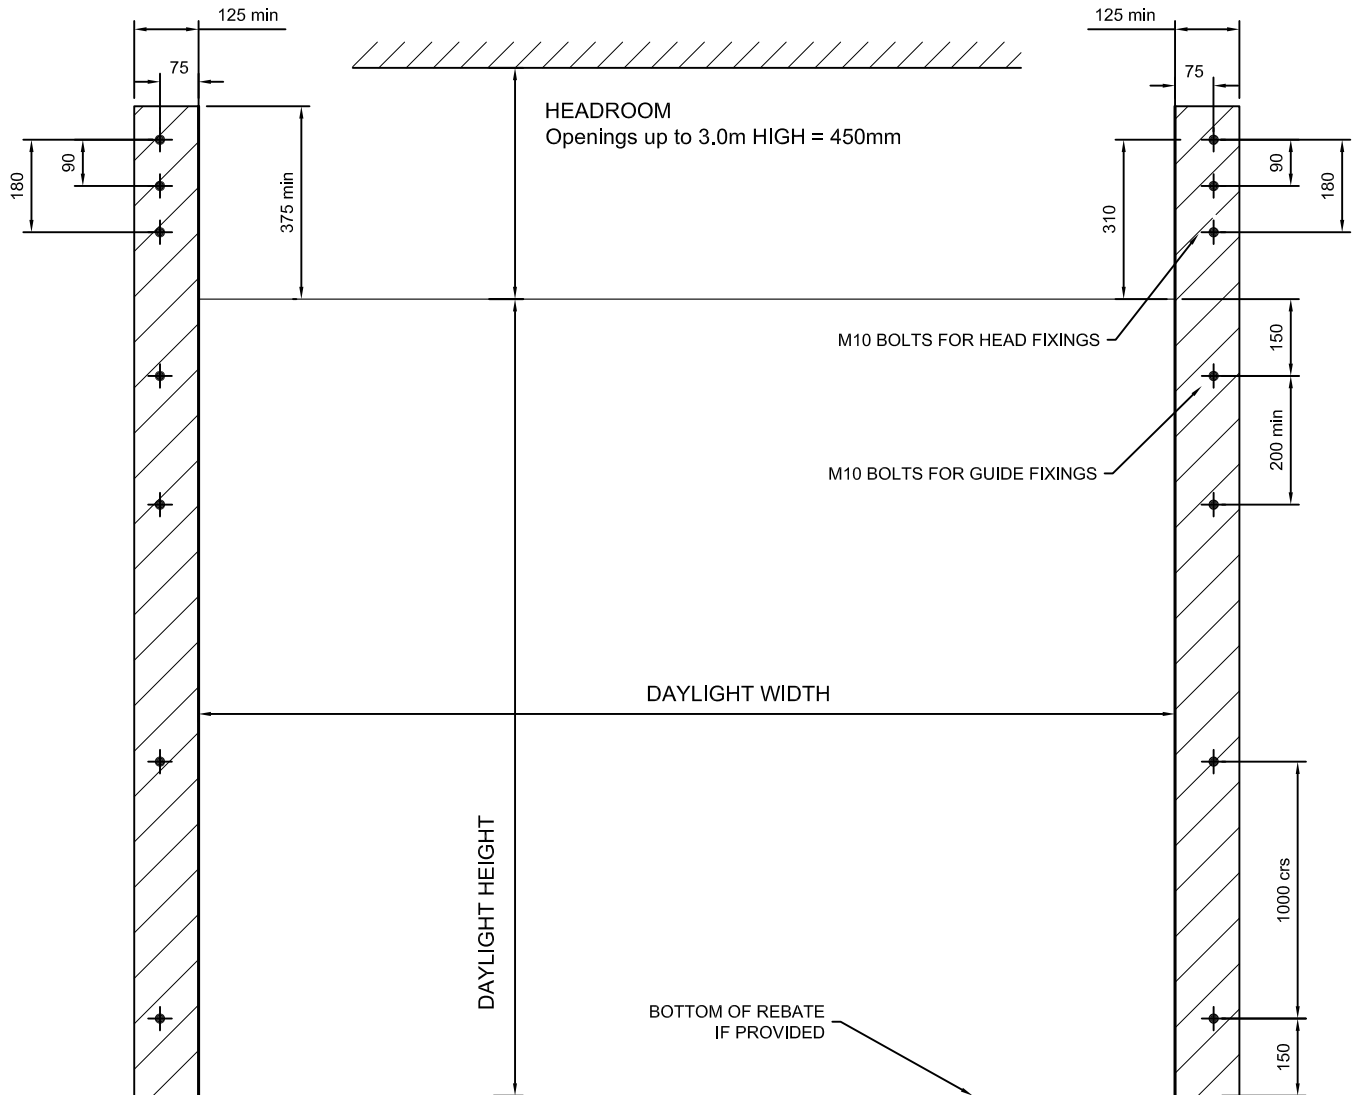 125 min
125 min
75
75
HEADROOM
Openings up to 3.0m HIGH = 450mm
180
90
375 min
310
90
180
M10 BOLTS FOR HEAD FIXINGS
150
M10 BOLTS FOR GUIDE FIXINGS
200 min
DAYLIGHT WIDTH
DAYLIGHT HEIGHT
1000 crs
BOTTOM OF REBATE
IF PROVIDED
150